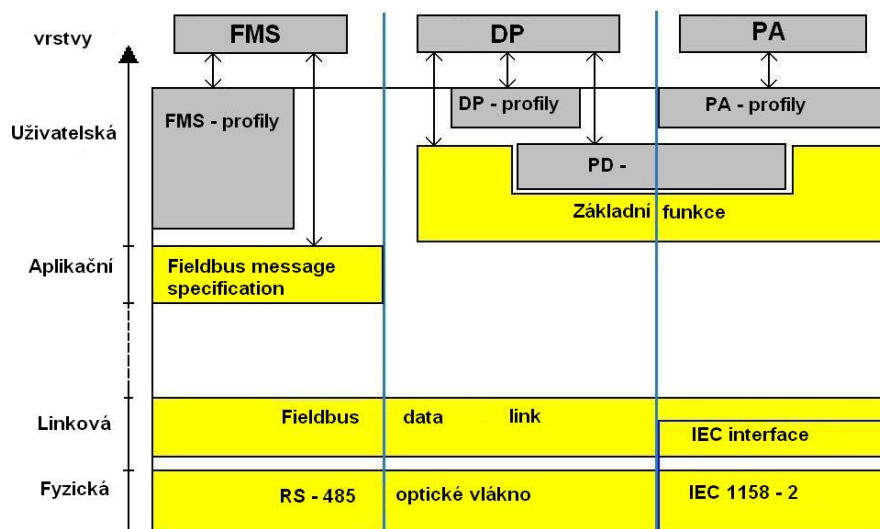 vrstvy
FMS
DP
PA
Uživatelská
FMS - profily
DP - profily
PA - profily
PD -
Základní funkce
Aplikační
Fieldbus message
specification
Linková
Fieldbus data link
IEC interface
Fyzická
RS - 485 optické vlákno
IEC 1158 - 2